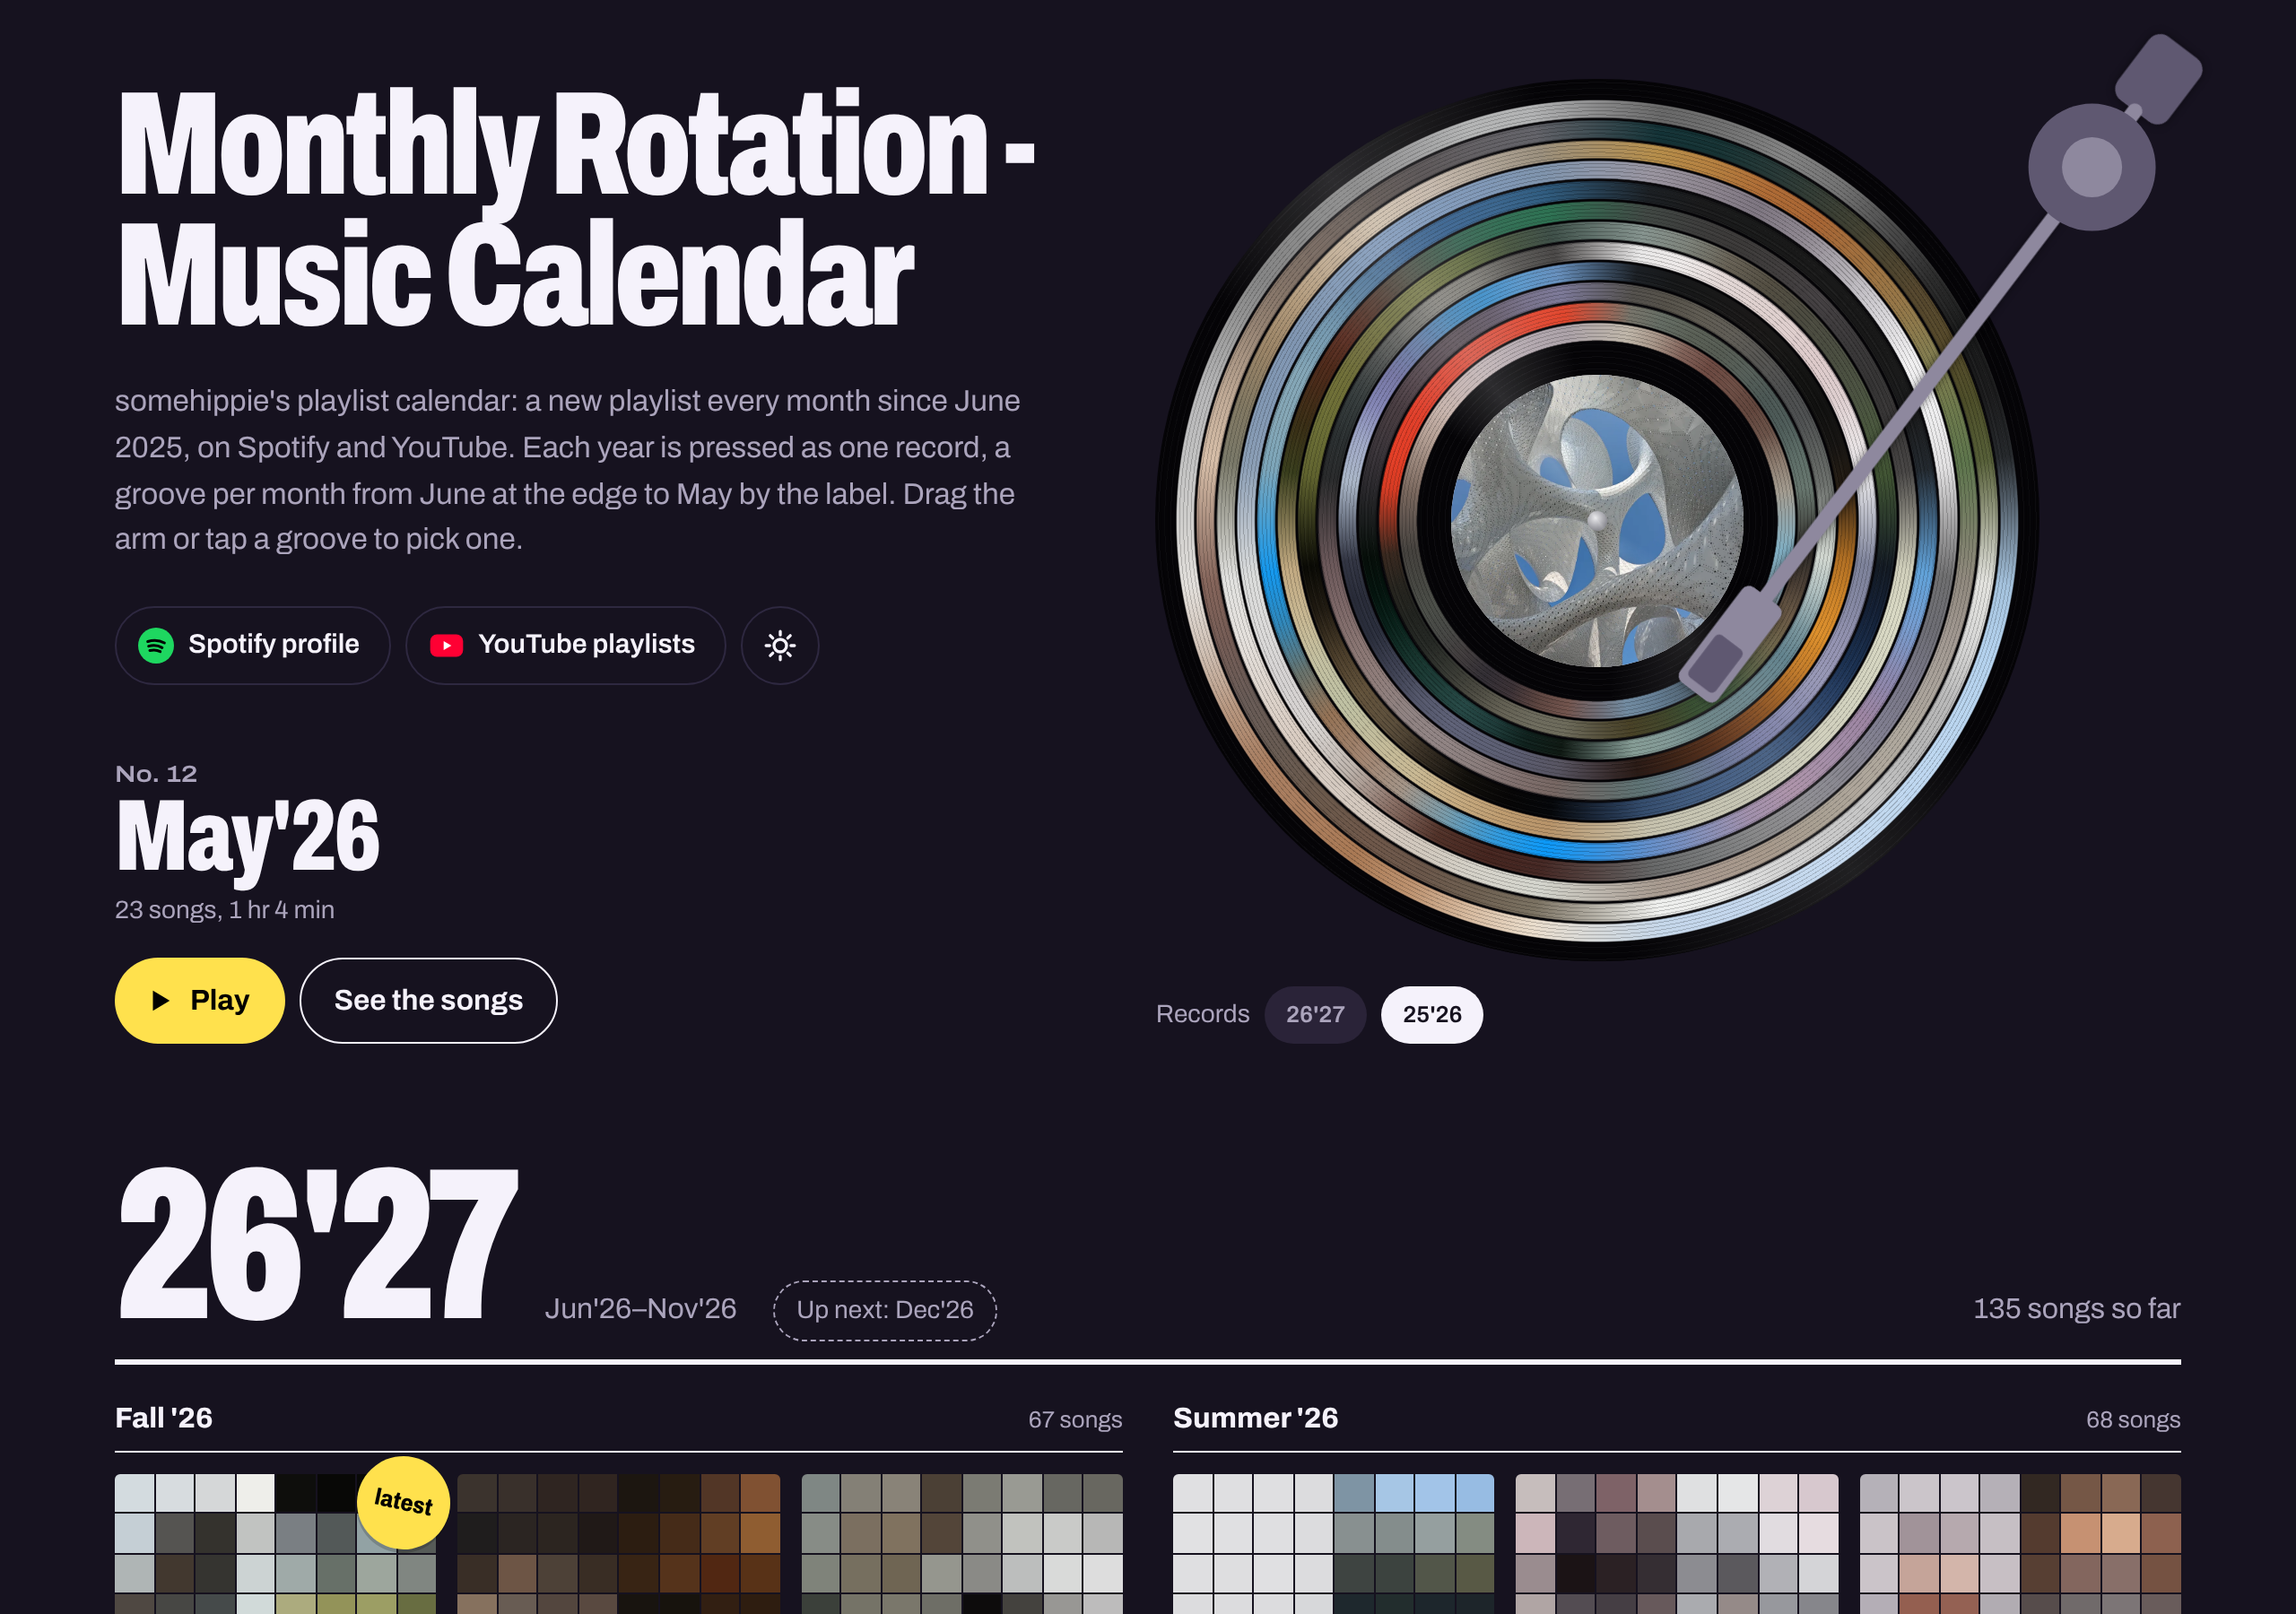 Monthly Rotation -
Music Calendar
somehippie's playlist calendar: a new playlist every month since June
2025, on Spotify and YouTube. Each year is pressed as one record, a
groove per month from June at the edge to May by the label. Drag the
arm or tap a groove to pick one.
Spotify profile
YouTube playlists
No. 12
May'26
23 songs, 1 hr 4 min
Play
See the songs
Records
26'27
25'26
26'27
Jun'26–Nov'26
Up next: Dec'26
135 songs so far
Fall '26
67 songs
Summer '26
68 songs
latest